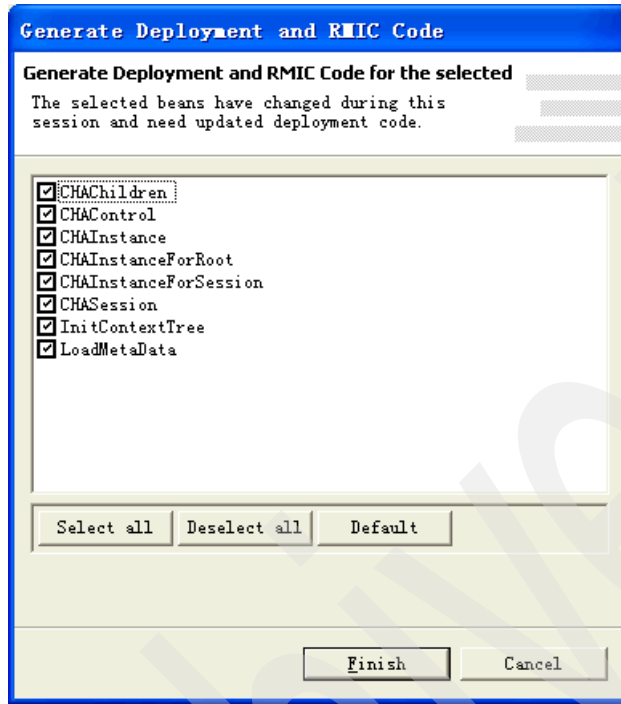 Generate Deployment and RMIC Code
Generate Deployment and RMIC Code for the selected
The selected beans have changed during this
session and need updated deployment code.
CHAChildren
CHAControl
CHAInstance
CHAInstanceForRoot
CHAInstanceForSession
CHASession
InitContextTree
LoadMetaData
Select all Deselect all Default
Finish Cancel